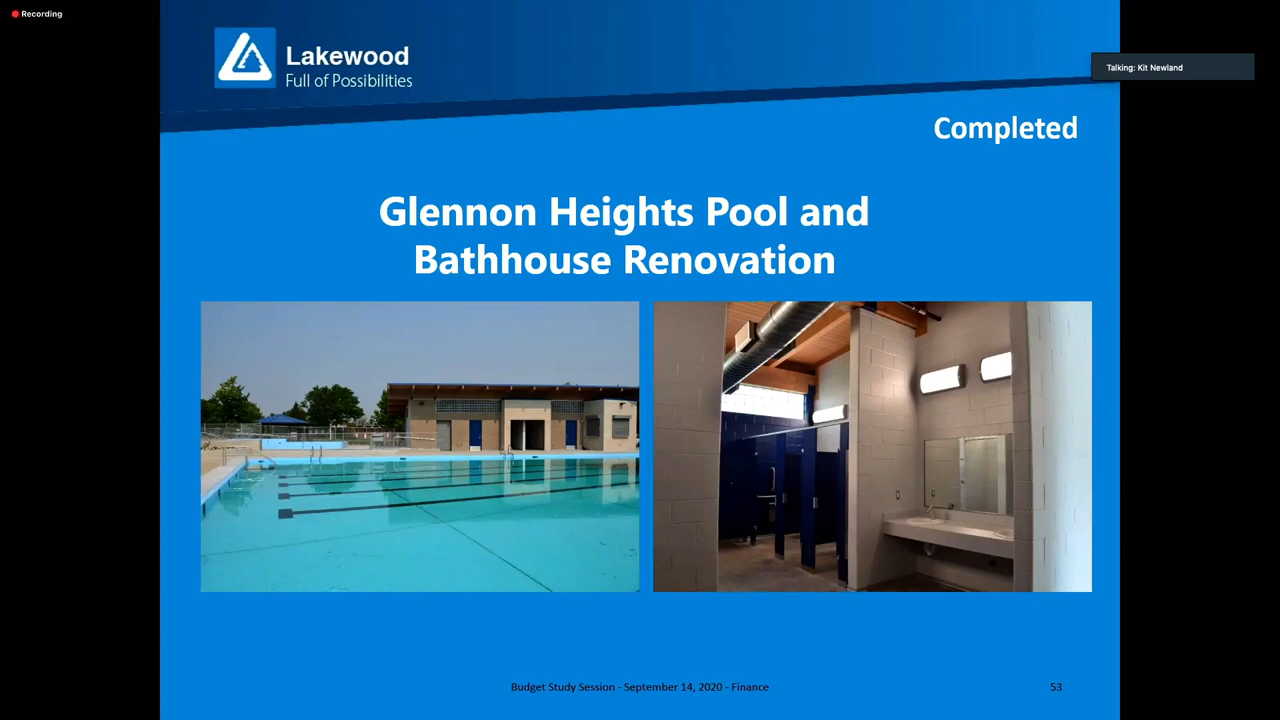 Recording
Lakewood
Full of Possibilities
Talking: Kit Newland
Completed
Glennon Heights Pool and
Bathhouse Renovation
Budget Study Session - September 14, 2020 - Finance
53